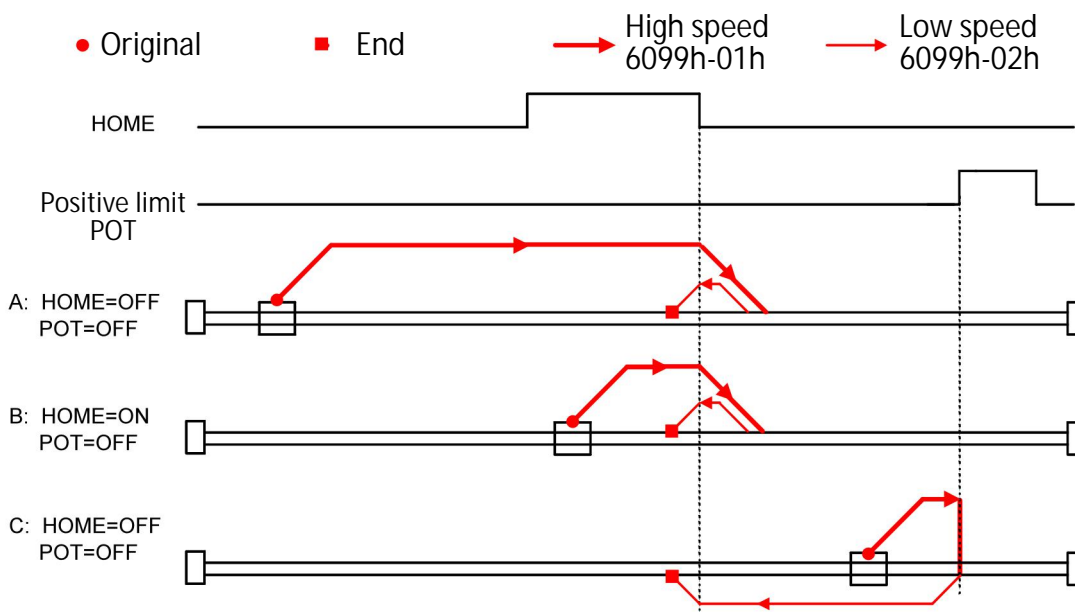 Original
End
High speed
6099h-01h
Low speed
6099h-02h
HOME
Positive limit
POT
A: HOME=OFF
POT=OFF
B: HOME=ON
POT=OFF
C: HOME=OFF
POT=OFF